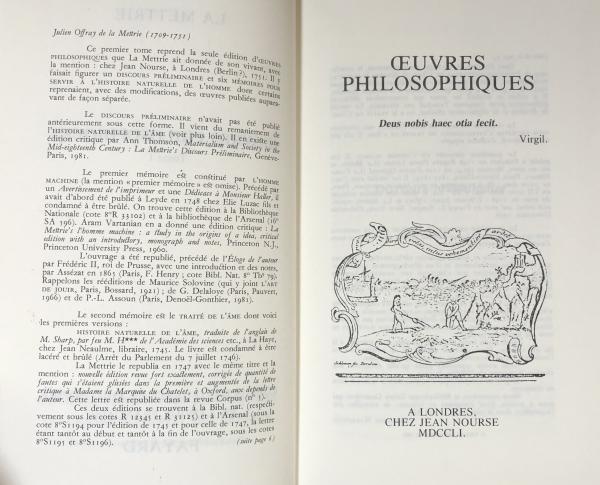 Julien Offray de la Mettrie (1709-1751)
Ce premier tome reprend la seule édition d'ŒUVRES
PHILOSOPHIQUES que La Mettrie ait donnée de son vivant, avec
la mention : chez Jean Nourse, à Londres (Berlin?), 1751. Il y
faisait figurer un DISCOURS PRÉLIMINAIRE et SIX MÉMOIRES POUR
SERVIR A L'HISTOIRE NATURELLE DE L'HOMME dont certains
reprenaient, avec des modifications, des œuvres publiées aupara-
vant de façon séparée.
Le DISCOURS PRÉLIMINAIRE n'avait pas été publié
antérieurement sous cette forme. Il vient du remaniement de
l'HISTOIRE NATURELLE DE L'ÂME (voir plus loin). Il en existe une
édition critique par Ann Thomson, Materialism and Society in the
Mid-eighteenth Century : La Mettrie's Discours Préliminaire, Genève-
Paris, 1981.
Le premier mémoire est constitué par L'HOMME
MACHINE (la mention « premier mémoire » est omise). Précédé par
un Avertissement de l'imprimeur et une Dédicace à Monsieur Haller, il
avait d'abord été publié à Leyde en 1748 chez Elie Luzac fils et
condamné à être brûlé. On trouve cette édition à la Bibliothèque
Nationale (cote 8°R 33102) et à la bibliothèque de l'Arsenal (16°
SA 196). Aram Vartanian en a donné une édition critique : La
Mettrie's l'homme machine : a study in the origins of a idea, critical
edition with an introductory, monograph and notes, Princeton N.J.,
Princeton University Press, 1960.
L'ouvrage a été republié, précédé de l'Éloge de l'auteur
par Frédéric II, roi de Prusse, avec une introduction et des notes,
par Assézat en 1865 (Paris, F. Henry ; cote Bibl. Nat. 8° Tb⁹ 79).
Rappelons les rééditions de Maurice Solovine (qui y joint L'ART
DE JOUIR, Paris, Bossard, 1921) ; de G. Delaloye (Paris, Pauvert,
1966) et de P.-L. Assoun (Paris, Denoël-Gonthier, 1981).
Le second mémoire est le TRAITÉ DE L'ÂME dont voici
les premières versions :
HISTOIRE NATURELLE DE L'ÂME, traduite de l'anglais de
M. Sharp, par feu M. H*** de l'Académie des sciences etc., à La Haye,
chez Jean Neaulme, libraire, 1745. Le livre est condamné à être
lacéré et brûlé (Arrêt du Parlement du 7 juillet 1746).
La Mettrie le republia en 1747 avec le même titre et la
mention : nouvelle édition revue fort exactement, corrigée de quantité de
fautes qui s'étaient glissées dans la première et augmentée de la lettre
critique à Madame la Marquise du Chatelet, à Oxford, aux dépends de
l'auteur. Cette lettre est republiée dans la revue Corpus (n° 1).
Ces deux éditions se trouvent à la Bibl. nat. (respecti-
vement sous les cotes R 12345 et R 51125) et à l'Arsenal (sous la
cote 8°S1194 pour l'édition de 1745 et pour celle de 1747, la lettre
étant tantôt au début et tantôt à la fin de l'ouvrage, sous les cotes
8°S1195 et 8°S1196).
(suite page 6)
ŒUVRES
PHILOSOPHIQUES
Deus nobis haec otia fecit.
Virgil.
A LONDRES,
CHEZ JEAN NOURSE
MDCCLI.